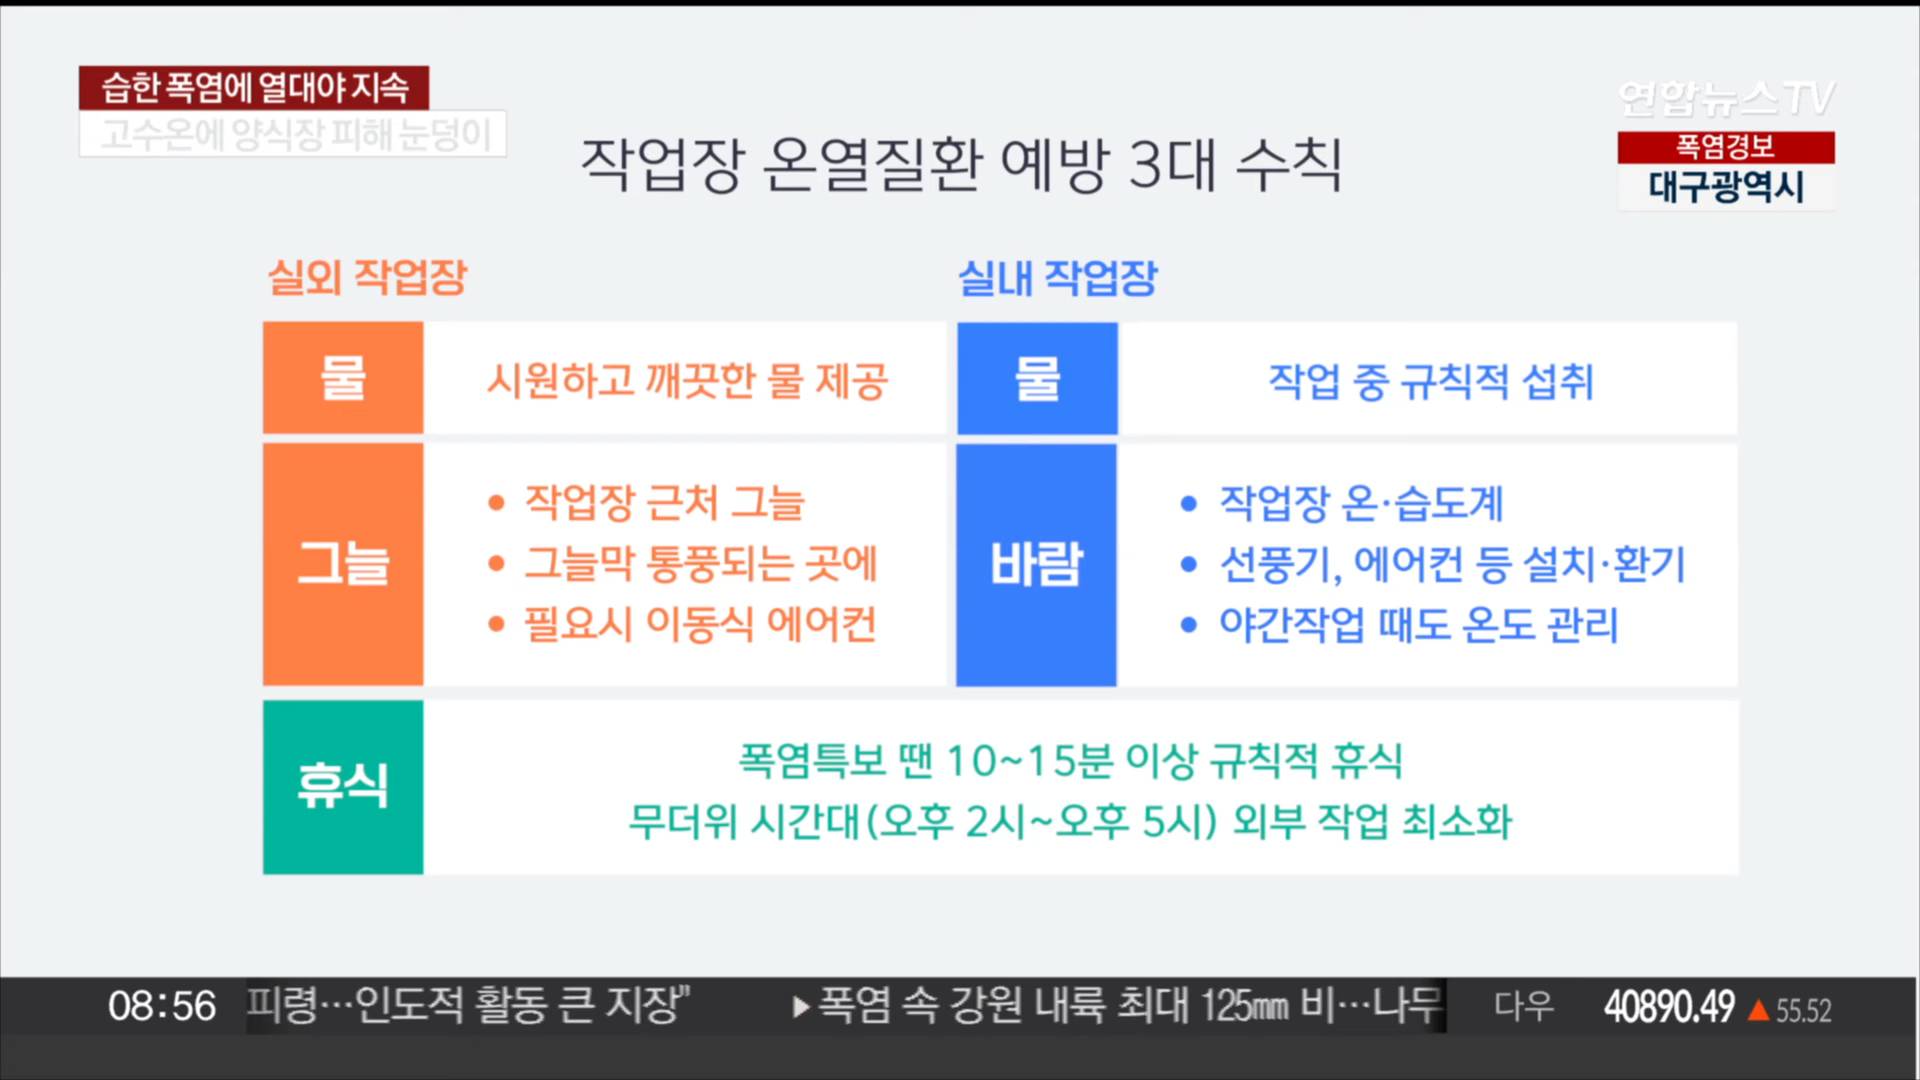 습한 폭염에 열대야 지속
고수온에 양식장 피해 눈덩이
연합뉴스TV
폭염경보
대구광역시
작업장 온열질환 예방 3대 수칙
실외 작업장
물
시원하고 깨끗한 물 제공
그늘
• 작업장 근처 그늘
• 그늘막 통풍되는 곳에
• 필요시 이동식 에어컨
실내 작업장
물
작업 중 규칙적 섭취
바람
• 작업장 온·습도계
• 선풍기, 에어컨 등 설치·환기
• 야간작업 때도 온도 관리
휴식
폭염특보 땐 10~15분 이상 규칙적 휴식
무더위 시간대(오후 2시~오후 5시) 외부 작업 최소화
08:56 피령…인도적 활동 큰 지장” ▶폭염 속 강원 내륙 최대 125㎜ 비…나무 다우 40890.49 ▲55.52